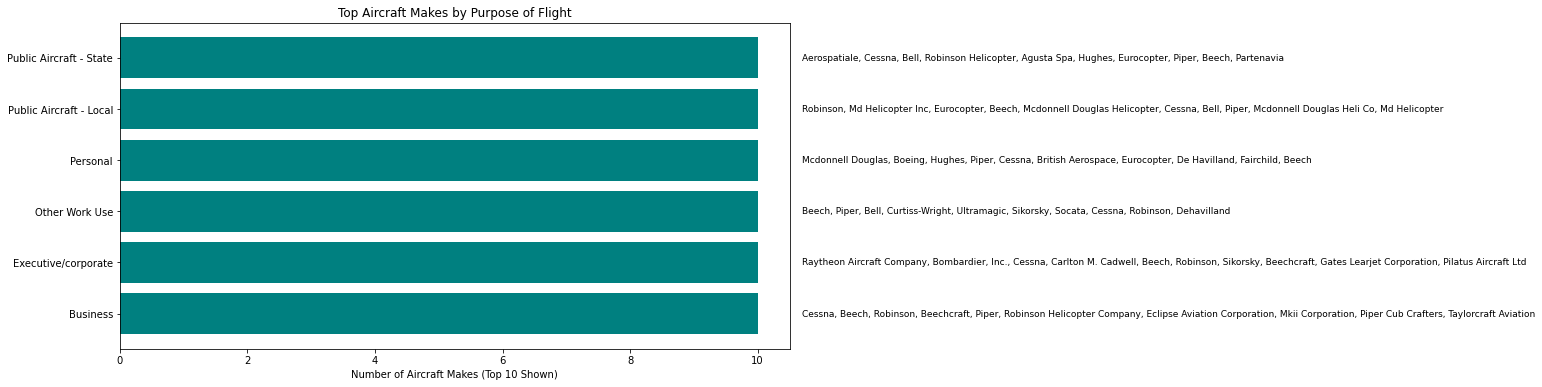 Top Aircraft Makes by Purpose of Flight
Public Aircraft - State
Aerospatiale, Cessna, Bell, Robinson Helicopter, Agusta Spa, Hughes, Eurocopter, Piper, Beech, Partenavia
Public Aircraft - Local
Robinson, Md Helicopter Inc, Eurocopter, Beech, Mcdonnell Douglas Helicopter, Cessna, Bell, Piper, Mcdonnell Douglas Heli Co, Md Helicopter
Personal
Mcdonnell Douglas, Boeing, Hughes, Piper, Cessna, British Aerospace, Eurocopter, De Havilland, Fairchild, Beech
Other Work Use
Beech, Piper, Bell, Curtiss-Wright, Ultramagic, Sikorsky, Socata, Cessna, Robinson, Dehavilland
Executive/corporate
Raytheon Aircraft Company, Bombardier, Inc., Cessna, Carlton M. Cadwell, Beech, Robinson, Sikorsky, Beechcraft, Gates Learjet Corporation, Pilatus Aircraft Ltd
Business
Cessna, Beech, Robinson, Beechcraft, Piper, Robinson Helicopter Company, Eclipse Aviation Corporation, Mkii Corporation, Piper Cub Crafters, Taylorcraft Aviation
0 2 4 6 8 10
Number of Aircraft Makes (Top 10 Shown)